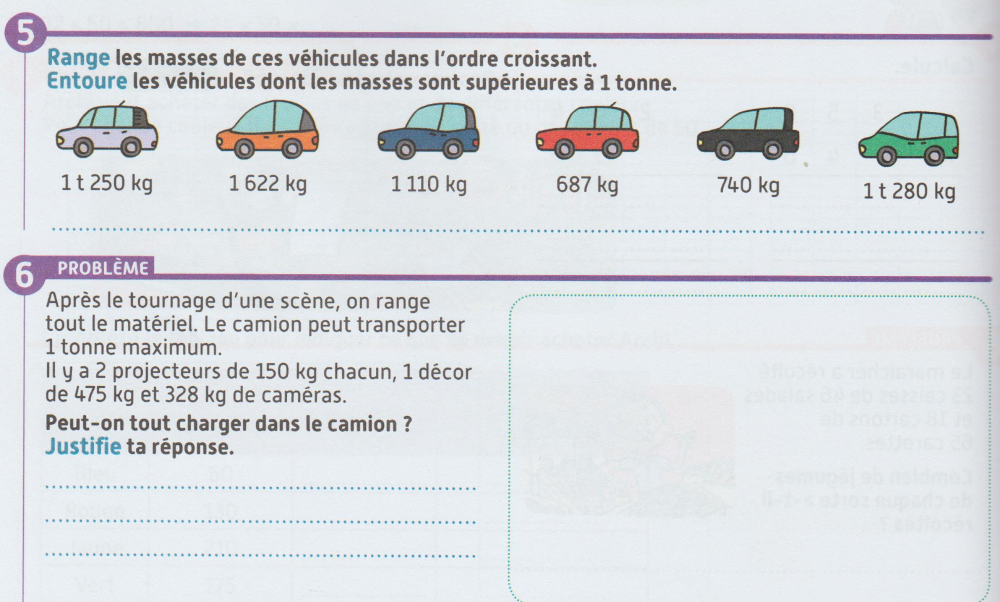 5
Range les masses de ces véhicules dans l'ordre croissant.
Entoure les véhicules dont les masses sont supérieures à 1 tonne.
1 t 250 kg
1 622 kg
1 110 kg
687 kg
740 kg
1 t 280 kg
6 PROBLÈME
Après le tournage d'une scène, on range
tout le matériel. Le camion peut transporter
1 tonne maximum.
Il y a 2 projecteurs de 150 kg chacun, 1 décor
de 475 kg et 328 kg de caméras.
Peut-on tout charger dans le camion ?
Justifie ta réponse.